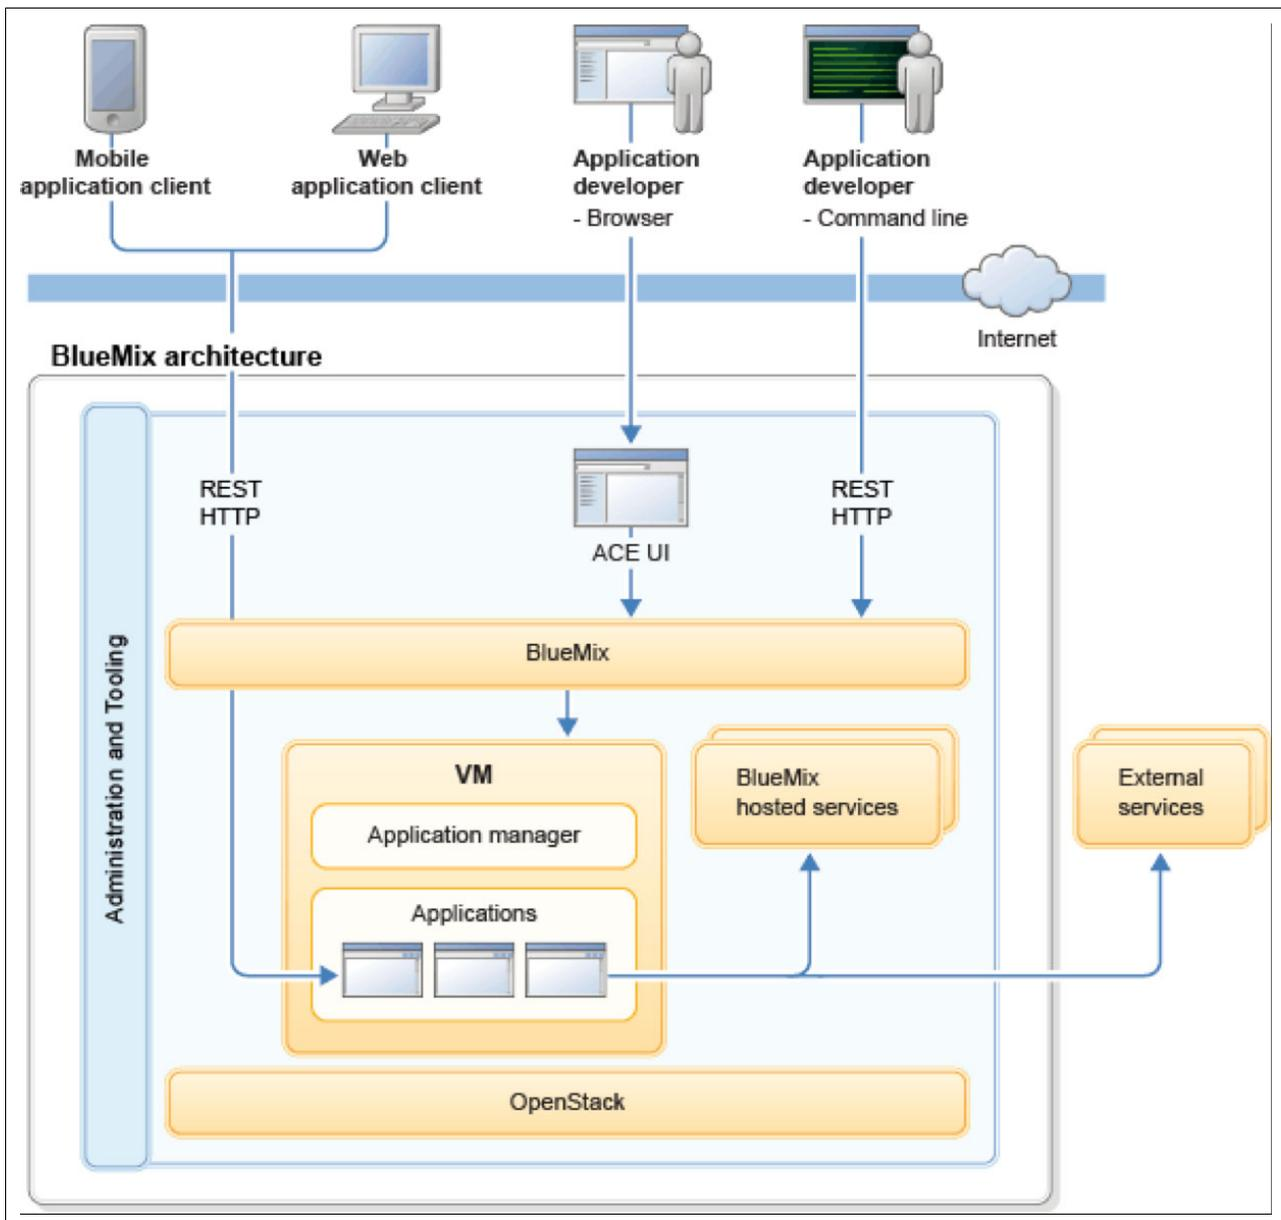 Mobile
application client
Web
application client
Application
developer
- Browser
Application
developer
- Command line
Internet
BlueMix architecture
REST
HTTP
ACE UI
REST
HTTP
Administration and Tooling
BlueMix
VM
Application manager
Applications
BlueMix
hosted services
External
services
OpenStack